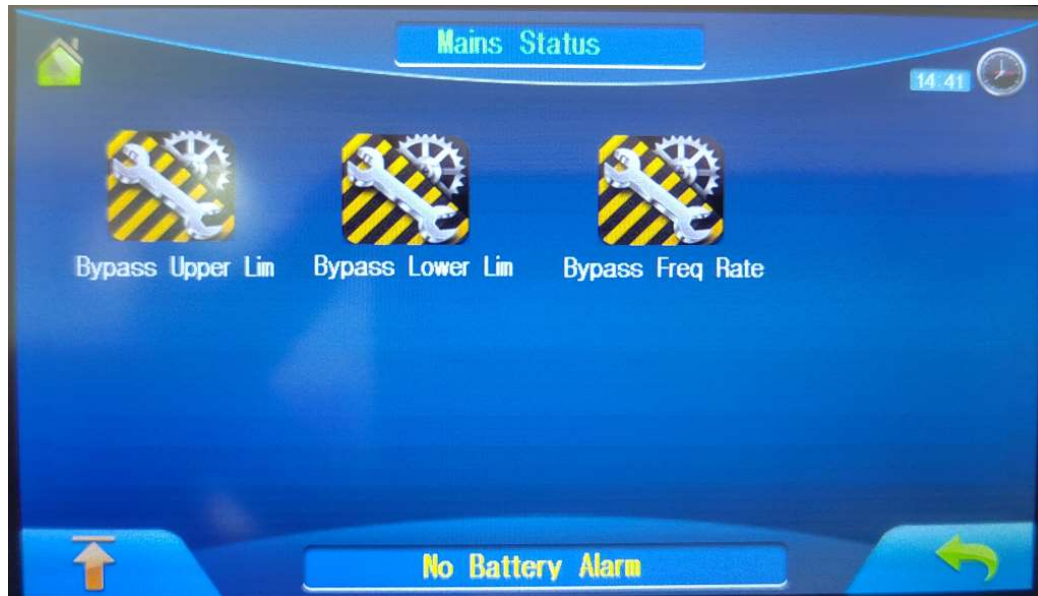 Mains Status
14:41
Bypass Upper Lim
Bypass Lower Lim
Bypass Freq Rate
No Battery Alarm